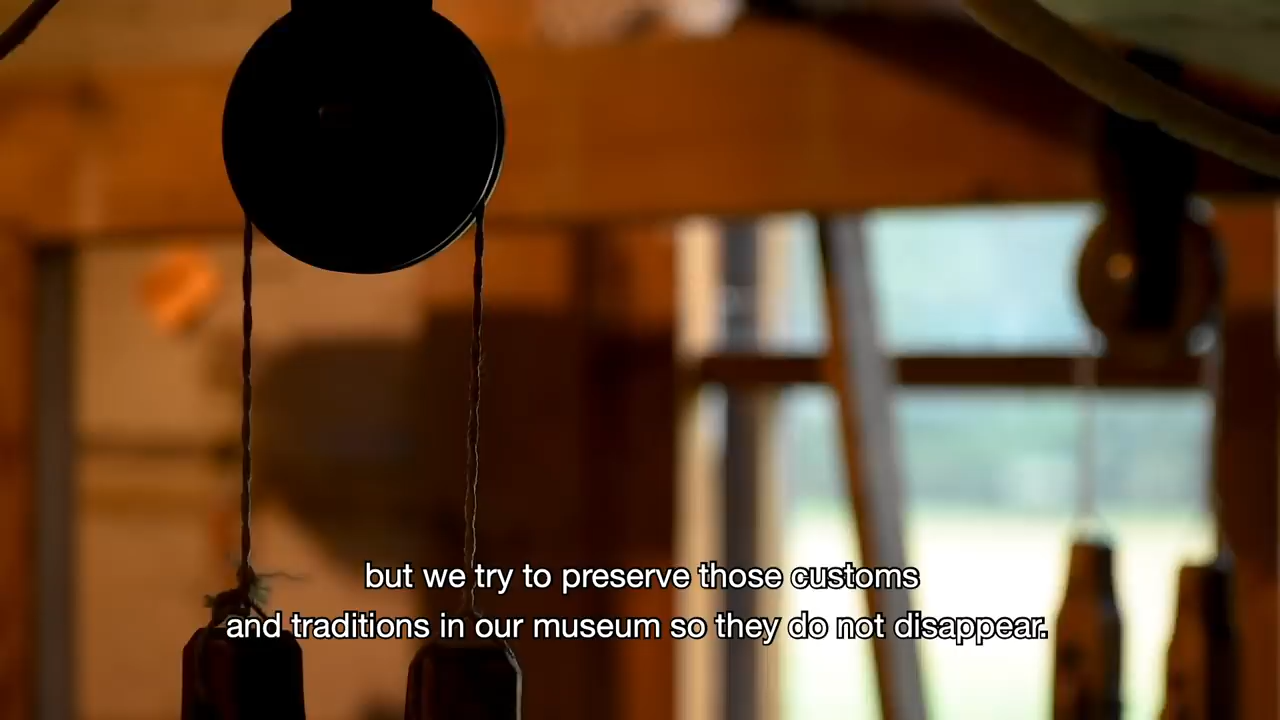 but we try to preserve those customs
and traditions in our museum so they do not disappear.